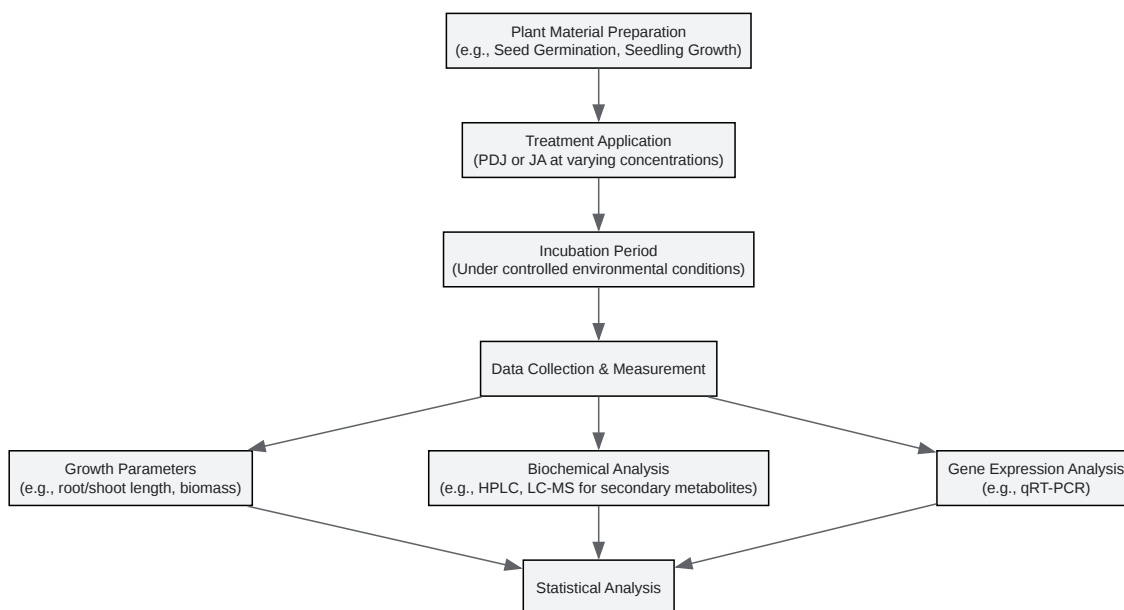 Plant Material Preparation
(e.g., Seed Germination, Seedling Growth)
Treatment Application
(PDJ or JA at varying concentrations)
Incubation Period
(Under controlled environmental conditions)
Data Collection & Measurement
Growth Parameters
(e.g., root/shoot length, biomass)
Biochemical Analysis
(e.g., HPLC, LC-MS for secondary metabolites)
Gene Expression Analysis
(e.g., qRT-PCR)
Statistical Analysis